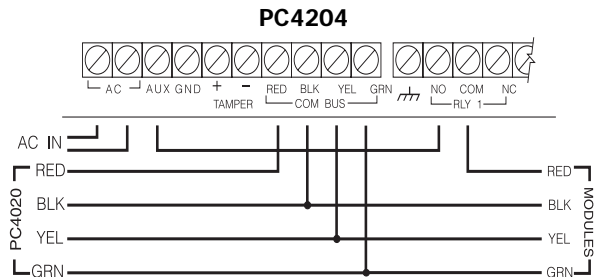 PC4204
AC AUX GND + – RED BLK YEL GRN NO COM NC
TAMPER COM BUS RLY 1
AC IN
RED RED
BLK BLK
YEL YEL
GRN GRN
PC4020
MODULES